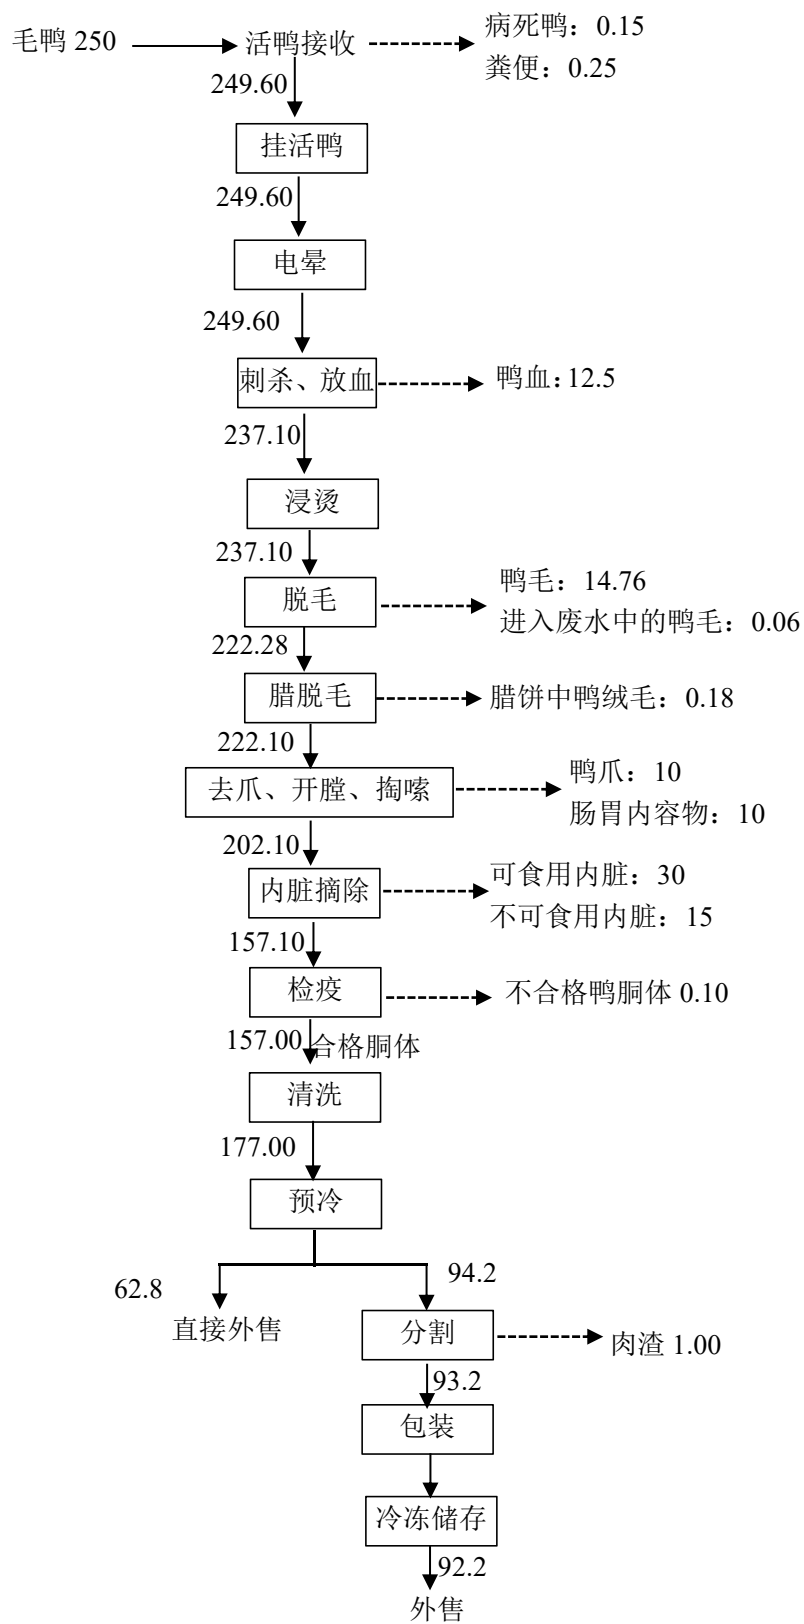 毛鸭 250
活鸭接收
病死鸭：0.15
粪便：0.25
249.60
挂活鸭
249.60
电晕
249.60
刺杀、放血
鸭血：12.5
237.10
浸烫
237.10
脱毛
鸭毛：14.76
进入废水中的鸭毛：0.06
222.28
腊脱毛
腊饼中鸭绒毛：0.18
222.10
去爪、开膛、掏嗉
鸭爪：10
肠胃内容物：10
202.10
内脏摘除
可食用内脏：30
不可食用内脏：15
157.10
检疫
不合格鸭胴体 0.10
157.00 合格胴体
清洗
177.00
预冷
62.8
94.2
直接外售
分割
肉渣 1.00
93.2
包装
冷冻储存
92.2
外售